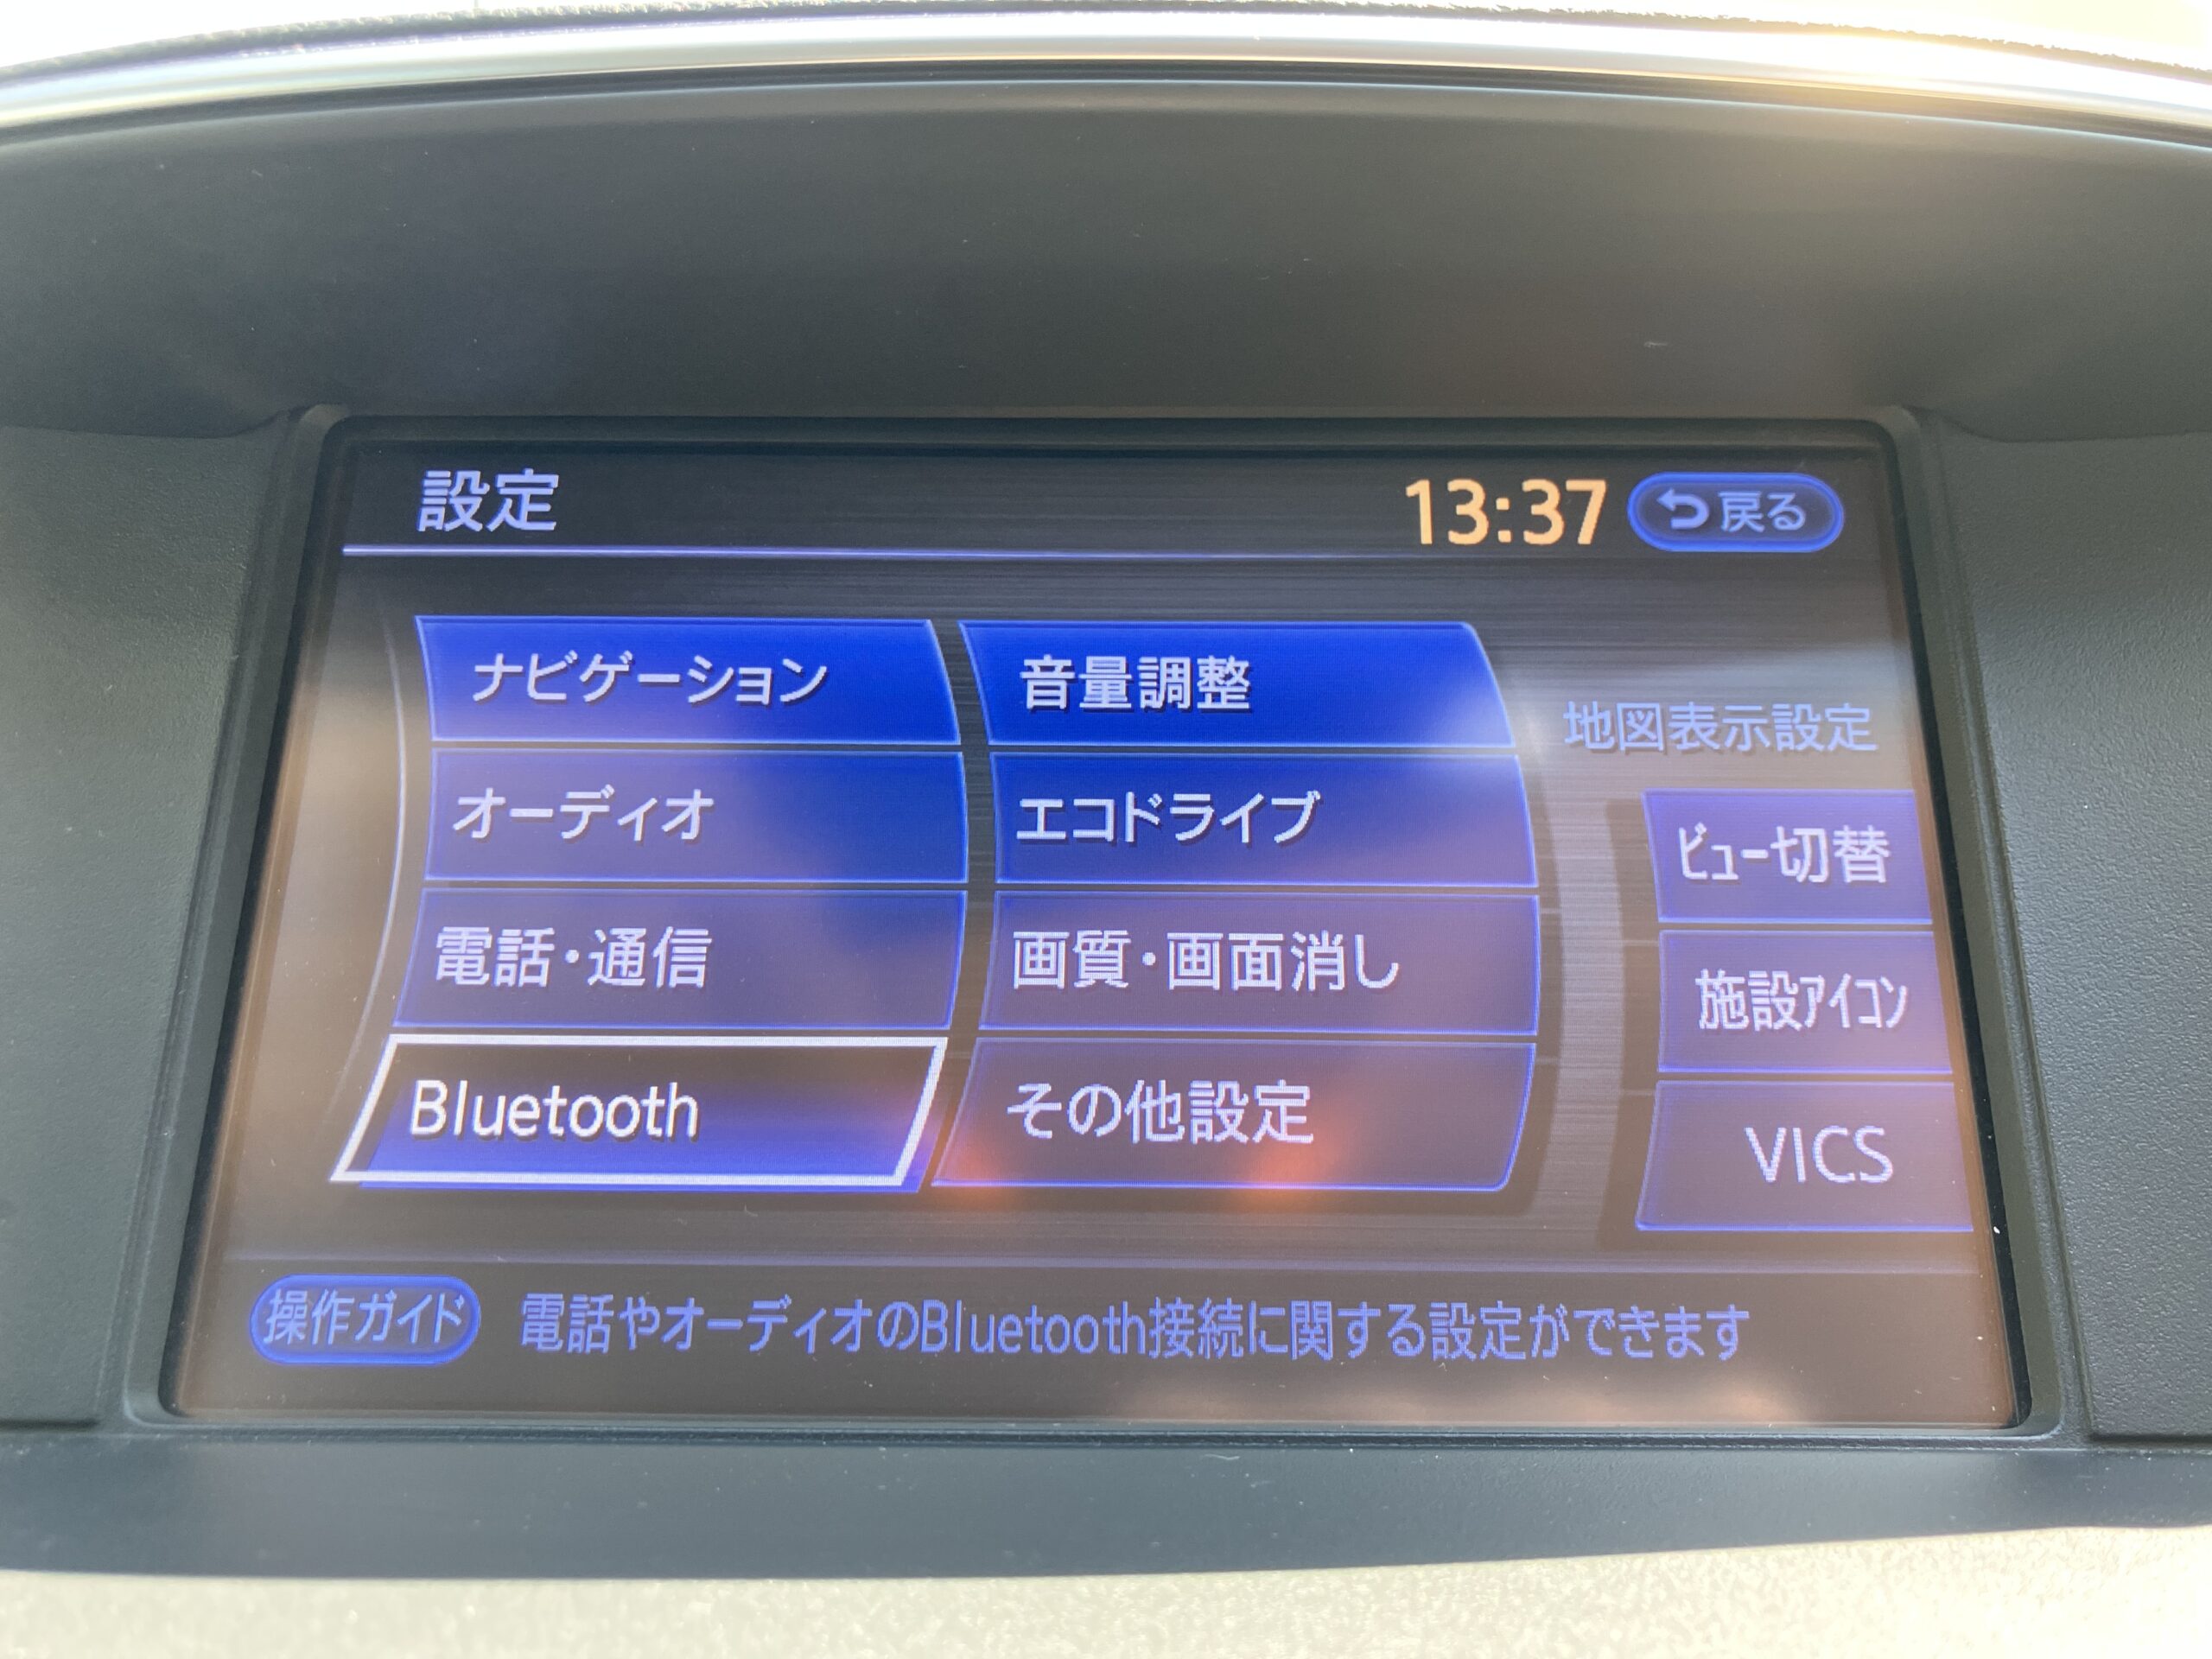 設定
13:37
戻る
ナビゲーション
音量調整
オーディオ
エコドライブ
電話・通信
画質・画面消し
Bluetooth
その他設定
地図表示設定
ﾋﾞｭｰ切替
施設ｱｲｺﾝ
VICS
操作ガイド
電話やオーディオのBluetooth接続に関する設定ができます